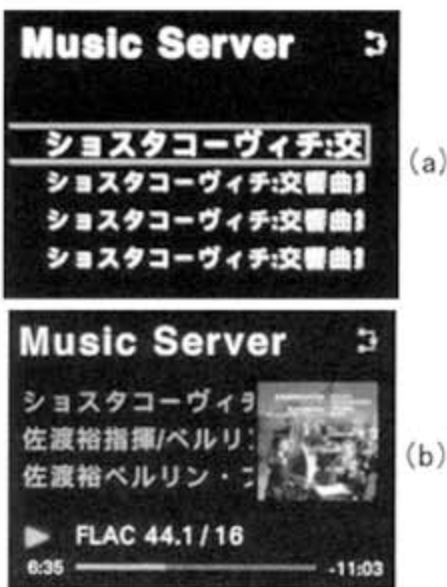 Music Server
ショスタコーヴィチ:交
ショスタコーヴィチ:交響曲
ショスタコーヴィチ:交響曲
ショスタコーヴィチ:交響曲
(a)
Music Server
ショスタコーヴィチ
佐渡裕指揮/ベルリン
佐渡裕ベルリン・フ
FLAC 44.1/16
6:35
-11:03
(b)